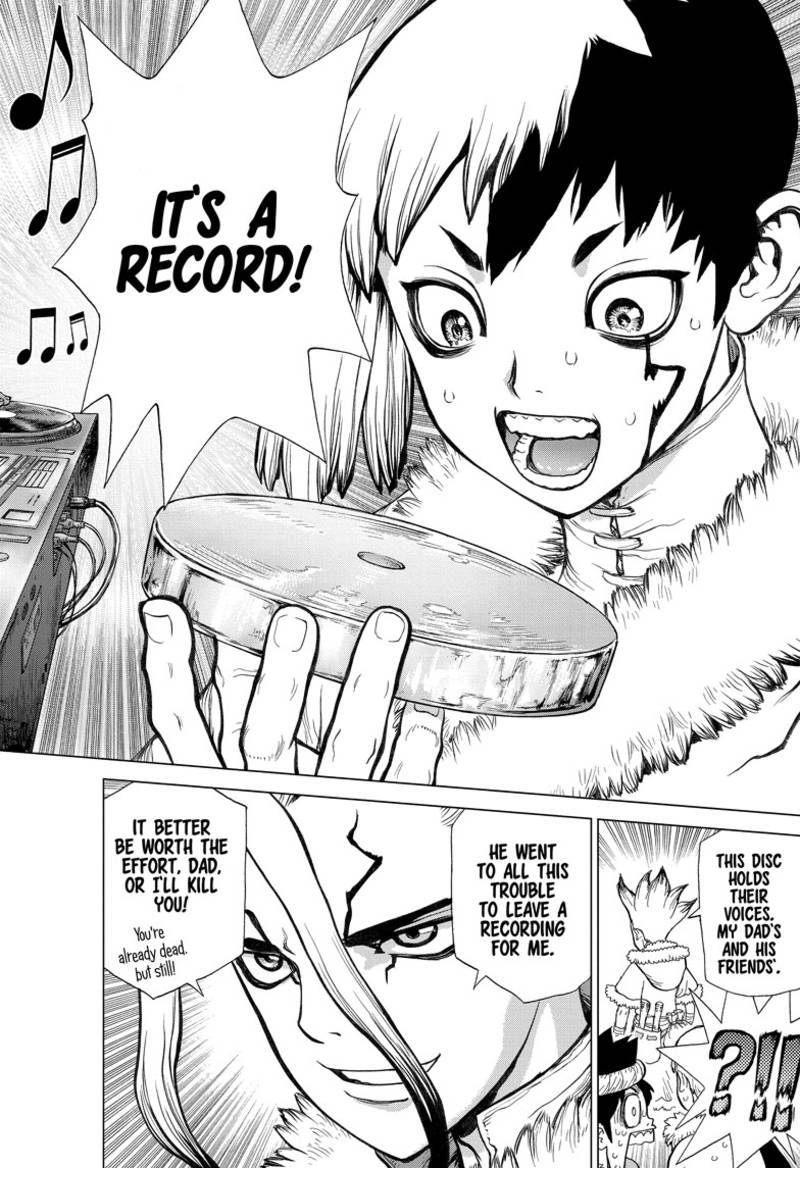 IT'S A
RECORD!
THIS DISC
HOLDS
THEIR
VOICES.
MY DAD'S
AND HIS
FRIENDS'.
?!!
HE WENT
TO ALL THIS
TROUBLE
TO LEAVE A
RECORDING
FOR ME.
IT BETTER
BE WORTH THE
EFFORT, DAD,
OR I'LL KILL
YOU!
You're
already dead,
but still!